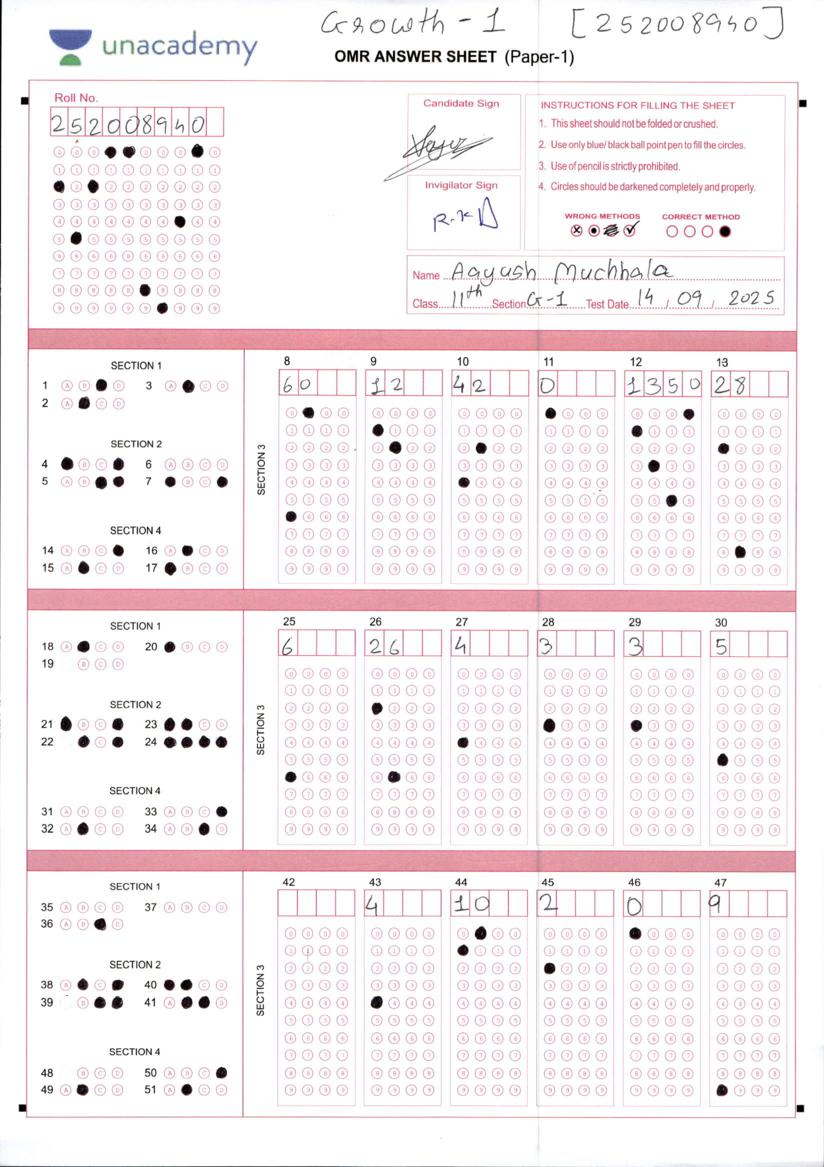 Growth - 1 [252008940]
unacademy
OMR ANSWER SHEET (Paper-1)
Roll No.
252008940
Candidate Sign
Invigilator Sign
INSTRUCTIONS FOR FILLING THE SHEET
1. This sheet should not be folded or crushed.
2. Use only blue/ black ball point pen to fill the circles.
3. Use of pencil is strictly prohibited.
4. Circles should be darkened completely and properly.
WRONG METHODS CORRECT METHOD
Name Aayush Muchhala
Class 11th Section G-1 Test Date 14 / 09 / 2025
SECTION 1
1 A B D 3 A C D
2 A C D
SECTION 2
4 B C 6 A B C D
5 A B 7 B C
SECTION 4
14 A B C 16 A C D
15 A C D 17 B C D
SECTION 3
8 9 10 11 12 13
60 12 42 0 1350 28
SECTION 1
18 A C D 20 B C D
19 B C D
SECTION 2
21 B C 23 C D
22 C 24
SECTION 4
31 A B C D 33 A B C
32 A C D 34 A B D
SECTION 3
25 26 27 28 29 30
6 26 4 3 3 5
SECTION 1
35 A B C D 37 A B C D
36 A B D
SECTION 2
38 A C 40 C D
39 B 41 A D
SECTION 4
48 B C D 50 A B C
49 A C D 51 A C D
SECTION 3
42 43 44 45 46 47
4 10 2 0 9